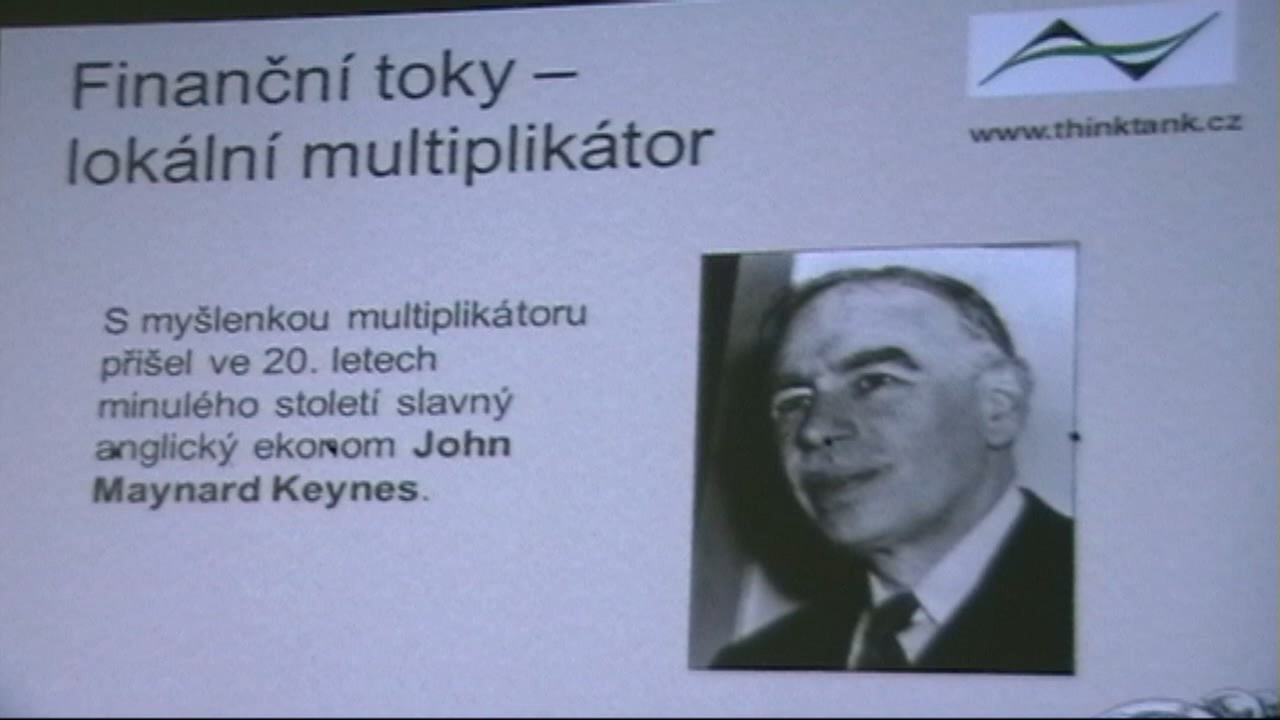 Finanční toky –
lokální multiplikátor
www.thinktank.cz
S myšlenkou multiplikátoru
přišel ve 20. letech
minulého století slavný
anglický ekonom John
Maynard Keynes.